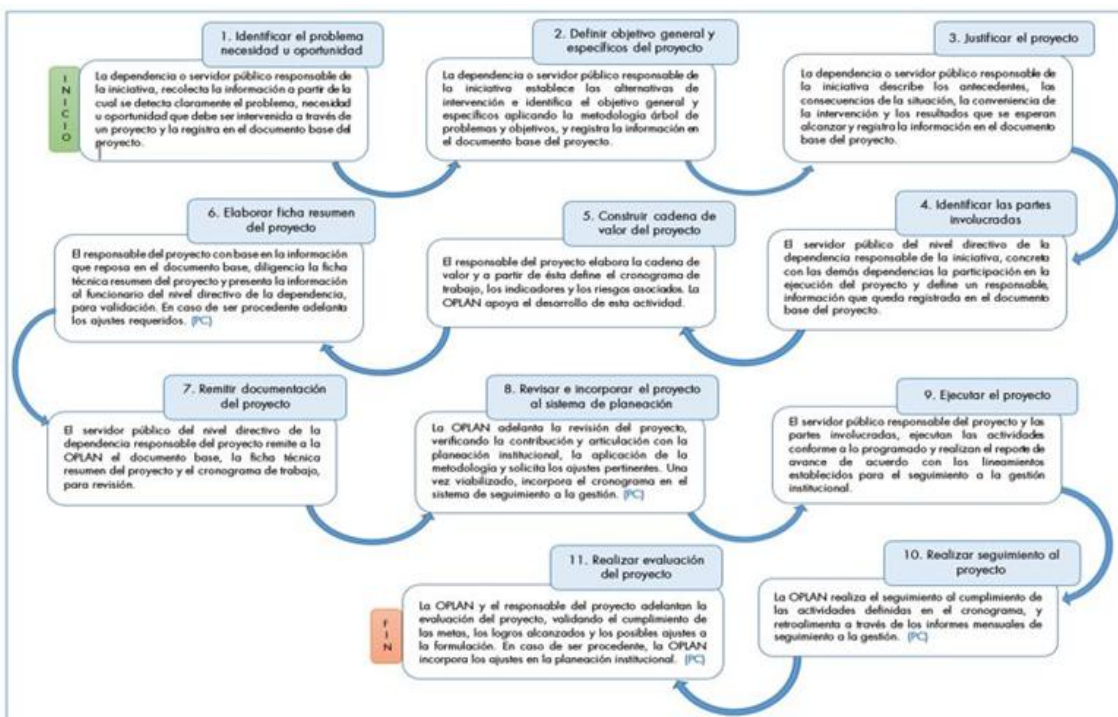 1. Identificar el problema
necesidad u oportunidad
INICIO
La dependencia o servidor público responsable de
la iniciativa, recolecta la información a partir de la
cual se detecta claramente el problema, necesidad
u oportunidad que debe ser intervenida a través de
un proyecto y la registra en el documento base del
proyecto.
2. Definir objetivo general y
específicos del proyecto
La dependencia o servidor público responsable de
la iniciativa establece las alternativas de
intervención e identifica el objetivo general y
específicos aplicando la metodología árbol de
problemas y objetivos, y registra la información en
el documento base del proyecto.
3. Justificar el proyecto
La dependencia o servidor público responsable de
la iniciativa describe los antecedentes, las
consecuencias de la situación, la conveniencia de
la intervención y los resultados que se esperan
alcanzar y registra la información en el documento
base del proyecto.
4. Identificar las partes
involucradas
El servidor público del nivel directivo de la
dependencia responsable de la iniciativa, concreta
con las demás dependencias la participación en la
ejecución del proyecto y define un responsable,
información que queda registrada en el documento
base del proyecto.
5. Construir cadena de
valor del proyecto
El responsable del proyecto elabora la cadena de
valor y a partir de ésta define el cronograma de
trabajo, los indicadores y los riesgos asociados. La
OPLAN apoya el desarrollo de esta actividad.
6. Elaborar ficha resumen
del proyecto
El responsable del proyecto con base en la información
que reposa en el documento base, diligencia la ficha
técnica resumen del proyecto y presenta la información
al funcionario del nivel directivo de la dependencia,
para validación. En caso de ser procedente adelanta
los ajustes requeridos. (PC)
7. Remitir documentación
del proyecto
El servidor público del nivel directivo de la
dependencia responsable del proyecto remite a la
OPLAN el documento base, la ficha técnica
resumen del proyecto y el cronograma de trabajo,
para revisión.
8. Revisar e incorporar el proyecto
al sistema de planeación
La OPLAN adelanta la revisión del proyecto,
verificando la contribución y articulación con la
planeación institucional, la aplicación de la
metodología y solicita los ajustes pertinentes. Una
vez viabilizado, incorpora el cronograma en el
sistema de seguimiento a la gestión. (PC)
9. Ejecutar el proyecto
El servidor público responsable del proyecto y las
partes involucradas, ejecutan las actividades
conforme a lo programado y realizan el reporte de
avance de acuerdo con los lineamientos
establecidos para el seguimiento a la gestión
institucional.
10. Realizar seguimiento al
proyecto
La OPLAN realiza el seguimiento al cumplimiento de
las actividades definidas en el cronograma, y
retroalimenta a través de los informes mensuales de
seguimiento a la gestión. (PC)
11. Realizar evaluación
del proyecto
FIN
La OPLAN y el responsable del proyecto adelantan la
evaluación del proyecto, validando el cumplimiento de
las metas, los logros alcanzados y los posibles ajustes a
la formulación. En caso de ser procedente, la OPLAN
incorpora los ajustes en la planeación institucional. (PC)